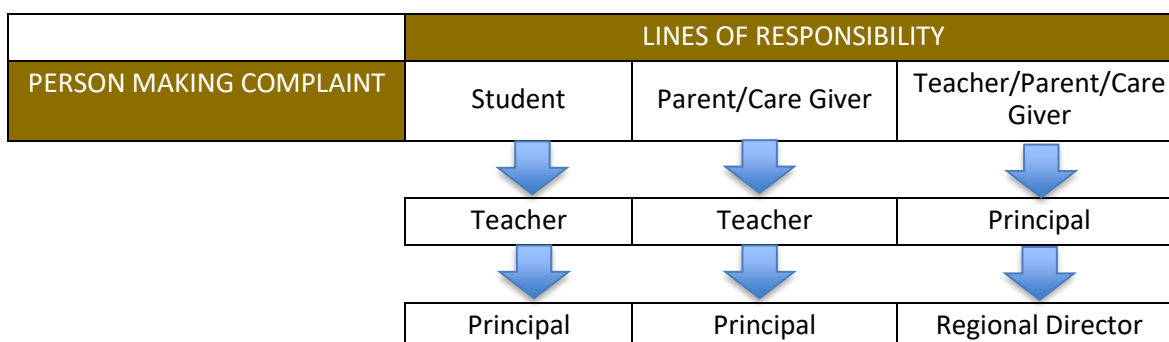 LINES OF RESPONSIBILITY
PERSON MAKING COMPLAINT
Student
Parent/Care Giver
Teacher/Parent/Care
Giver
Teacher
Teacher
Principal
Principal
Principal
Regional Director